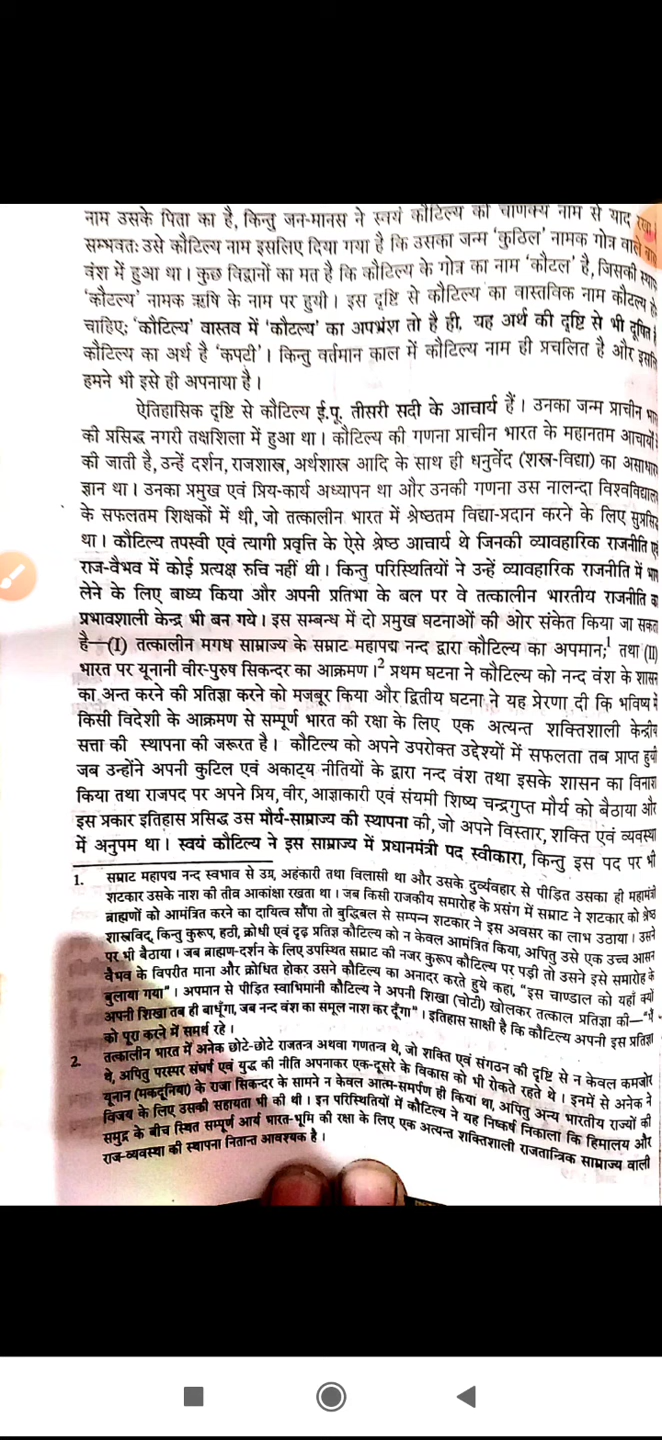 नाम उसके पिता का है, किन्तु जन-मानस ने स्वयं कौटिल्य को चाणक्य नाम से याद
सम्भवतः उसे कौटिल्य नाम इसलिए दिया गया है कि उसका जन्म 'कुठिल' नामक गोत्र वाले
वंश में हुआ था। कुछ विद्वानों का मत है कि कौटिल्य के गोत्र का नाम 'कौटल' है, जिसकी
'कौटल्य' नामक ऋषि के नाम पर हुयी। इस दृष्टि से कौटिल्य का वास्तविक नाम कौटल्य
चाहिए; 'कौटिल्य' वास्तव में 'कौटल्य' का अपभ्रंश तो है ही, यह अर्थ की दृष्टि से भी दूषित
कौटिल्य का अर्थ है 'कपटी'। किन्तु वर्तमान काल में कौटिल्य नाम ही प्रचलित है और
हमने भी इसे ही अपनाया है।
ऐतिहासिक दृष्टि से कौटिल्य ई.पू. तीसरी सदी के आचार्य हैं। उनका जन्म प्राचीन
की प्रसिद्ध नगरी तक्षशिला में हुआ था। कौटिल्य की गणना प्राचीन भारत के महानतम आचार्यों
की जाती है, उन्हें दर्शन, राजशास्त्र, अर्थशास्त्र आदि के साथ ही धनुर्वेद (शस्त्र-विद्या) का
ज्ञान था। उनका प्रमुख एवं प्रिय-कार्य अध्यापन था और उनकी गणना उस नालन्दा
के सफलतम शिक्षकों में थी, जो तत्कालीन भारत में श्रेष्ठतम विद्या-प्रदान करने के लिए
था। कौटिल्य तपस्वी एवं त्यागी प्रवृत्ति के ऐसे श्रेष्ठ आचार्य थे जिनकी व्यावहारिक राजनीति
राज-वैभव में कोई प्रत्यक्ष रुचि नहीं थी। किन्तु परिस्थितियों ने उन्हें व्यावहारिक राजनीति में
लेने के लिए बाध्य किया और अपनी प्रतिभा के बल पर वे तत्कालीन भारतीय राजनीति
प्रभावशाली केन्द्र भी बन गये। इस सम्बन्ध में दो प्रमुख घटनाओं की ओर संकेत किया जा सकता
है—(I) तत्कालीन मगध साम्राज्य के सम्राट महापद्म नन्द द्वारा कौटिल्य का अपमान;1 तथा (II)
भारत पर यूनानी वीर-पुरुष सिकन्दर का आक्रमण।2 प्रथम घटना ने कौटिल्य को नन्द वंश के शासन
का अन्त करने की प्रतिज्ञा करने को मजबूर किया और द्वितीय घटना ने यह प्रेरणा दी कि भविष्य में
किसी विदेशी के आक्रमण से सम्पूर्ण भारत की रक्षा के लिए एक अत्यन्त शक्तिशाली केन्द्रीय
सत्ता की स्थापना की जरूरत है। कौटिल्य को अपने उपरोक्त उद्देश्यों में सफलता तब प्राप्त हुयी
जब उन्होंने अपनी कुटिल एवं अकाट्य नीतियों के द्वारा नन्द वंश तथा इसके शासन का विनाश
किया तथा राजपद पर अपने प्रिय, वीर, आज्ञाकारी एवं संयमी शिष्य चन्द्रगुप्त मौर्य को बैठाया और
इस प्रकार इतिहास प्रसिद्ध उस मौर्य-साम्राज्य की स्थापना की, जो अपने विस्तार, शक्ति एवं व्यवस्था
में अनुपम था। स्वयं कौटिल्य ने इस साम्राज्य में प्रधानमंत्री पद स्वीकारा, किन्तु इस पद पर भी
1. सम्राट महापद्म नन्द स्वभाव से उग्र, अहंकारी तथा विलासी था और उसके दुर्व्यवहार से पीड़ित उसका ही महामंत्री
शटकार उसके नाश की तीव्र आकांक्षा रखता था। जब किसी राजकीय समारोह के प्रसंग में सम्राट ने शटकार को श्रेष्ठ
ब्राह्मणों को आमंत्रित करने का दायित्व सौंपा तो बुद्धिबल से सम्पन्न शटकार ने इस अवसर का लाभ उठाया। उसने
शास्त्रविद्, किन्तु कुरूप, हठी, क्रोधी एवं दृढ़ प्रतिज्ञ कौटिल्य को न केवल आमंत्रित किया, अपितु उसे एक उच्च आसन
पर भी बैठाया। जब ब्राह्मण-दर्शन के लिए उपस्थित सम्राट की नजर कुरूप कौटिल्य पर पड़ी तो उसने इसे समारोह के
वैभव के विपरीत माना और क्रोधित होकर उसने कौटिल्य का अनादर करते हुये कहा, "इस चाण्डाल को यहाँ क्यों
बुलाया गया"। अपमान से पीड़ित स्वाभिमानी कौटिल्य ने अपनी शिखा (चोटी) खोलकर तत्काल प्रतिज्ञा की—"मैं
अपनी शिखा तब ही बाधूँगा, जब नन्द वंश का समूल नाश कर दूँगा"। इतिहास साक्षी है कि कौटिल्य अपनी इस प्रतिज्ञा
को पूरा करने में समर्थ रहे।
2. तत्कालीन भारत में अनेक छोटे-छोटे राजतन्त्र अथवा गणतन्त्र थे, जो शक्ति एवं संगठन की दृष्टि से न केवल कमजोर
थे, अपितु परस्पर संघर्ष एवं युद्ध की नीति अपनाकर एक-दूसरे के विकास को भी रोकते रहते थे। इनमें से अनेक ने
यूनान (मकदूनिया) के राजा सिकन्दर के सामने न केवल आत्म-समर्पण ही किया था, अपितु अन्य भारतीय राज्यों की
विजय के लिए उसकी सहायता भी की थी। इन परिस्थितियों में कौटिल्य ने यह निष्कर्ष निकाला कि हिमालय और
समुद्र के बीच स्थित सम्पूर्ण आर्य भारत-भूमि की रक्षा के लिए एक अत्यन्त शक्तिशाली राजतान्त्रिक साम्राज्य वाली
राज-व्यवस्था की स्थापना नितान्त आवश्यक है।